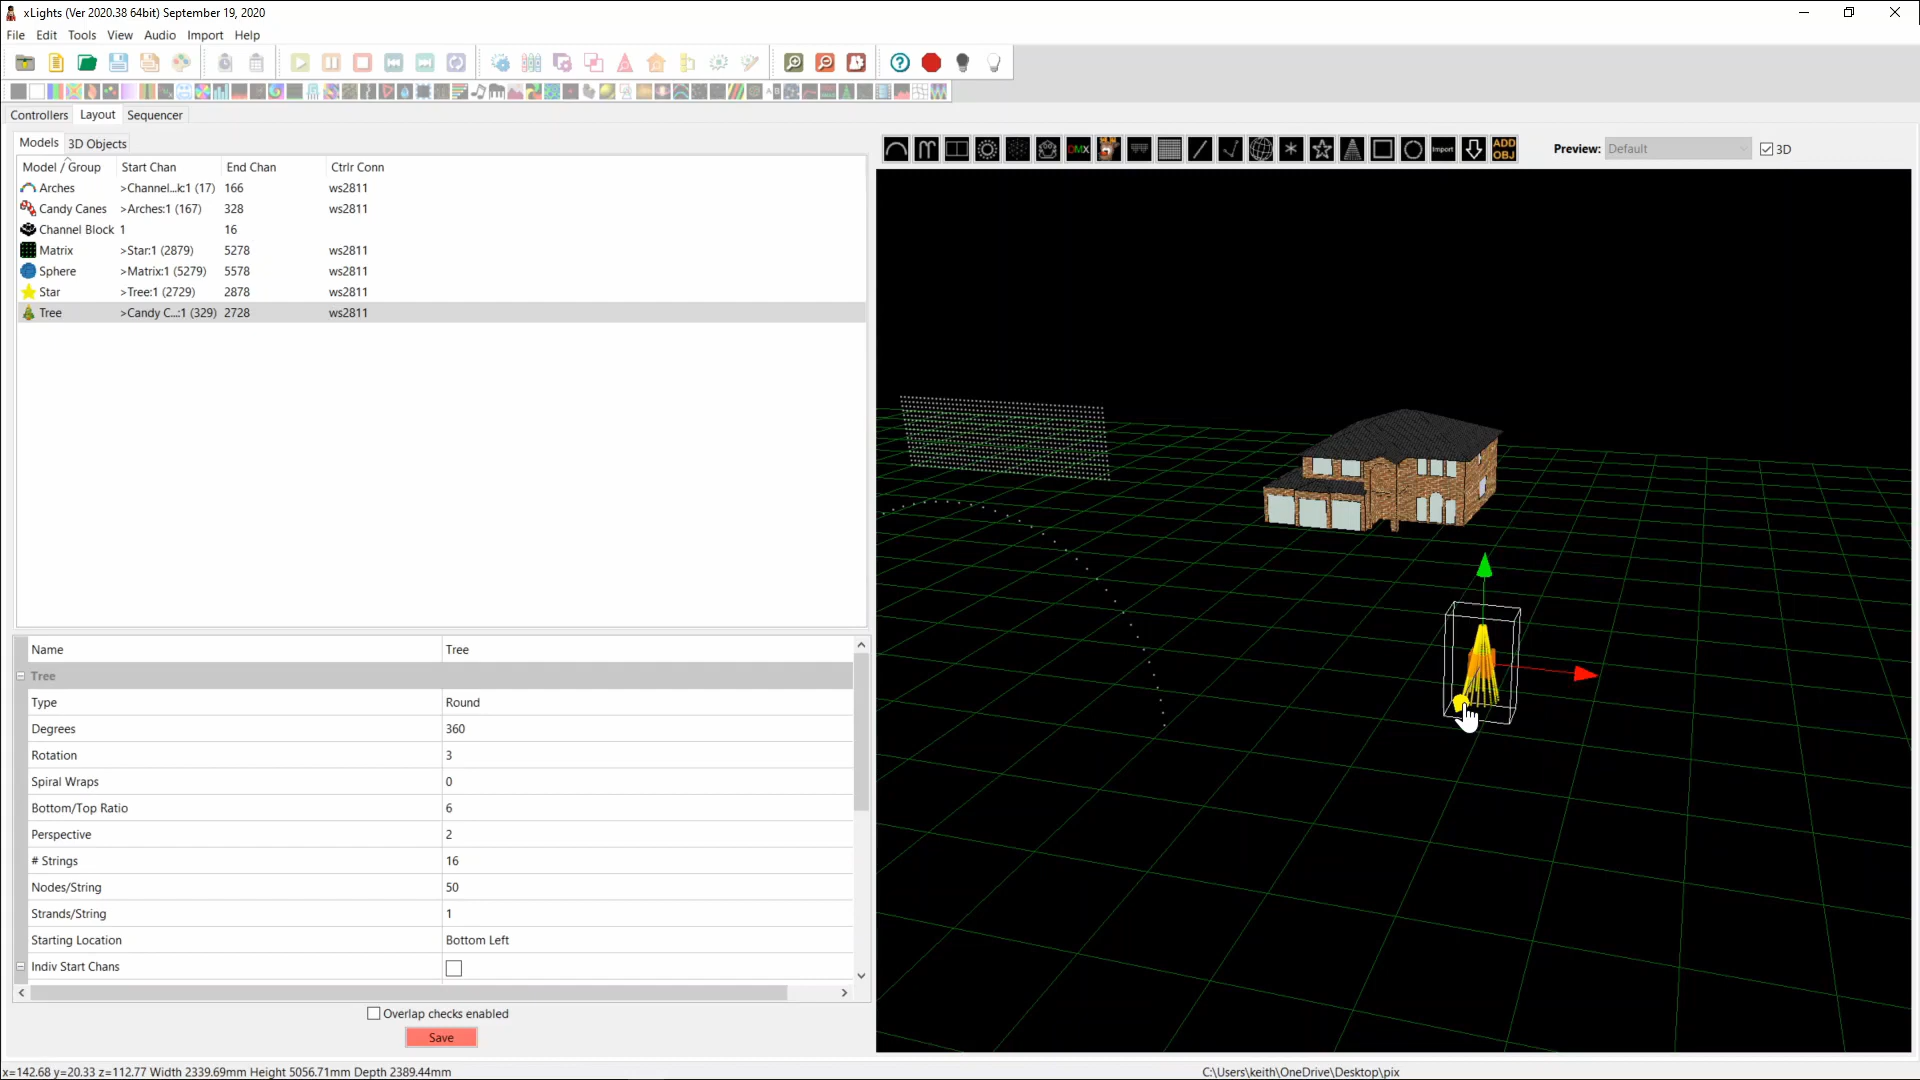 xLights (Ver 2020.38 64bit) September 19, 2020
File Edit Tools View Audio Import Help
Controllers Layout Sequencer
Models 3D Objects
DMX Import ADD OBJ Preview: Default 3D
Model / Group Start Chan End Chan Ctrlr Conn
Arches >Channel...k:1 (17) 166 ws2811
Candy Canes >Arches:1 (167) 328 ws2811
Channel Block 1 16
Matrix >Star:1 (2879) 5278 ws2811
Sphere >Matrix:1 (5279) 5578 ws2811
Star >Tree:1 (2729) 2878 ws2811
Tree >Candy C...:1 (329) 2728 ws2811
Name Tree
Tree
Type Round
Degrees 360
Rotation 3
Spiral Wraps 0
Bottom/Top Ratio 6
Perspective 2
# Strings 16
Nodes/String 50
Strands/String 1
Starting Location Bottom Left
Indiv Start Chans
Overlap checks enabled
Save
x=142.68 y=20.33 z=112.77 Width 2339.69mm Height 5056.71mm Depth 2389.44mm C:\Users\keith\OneDrive\Desktop\pix